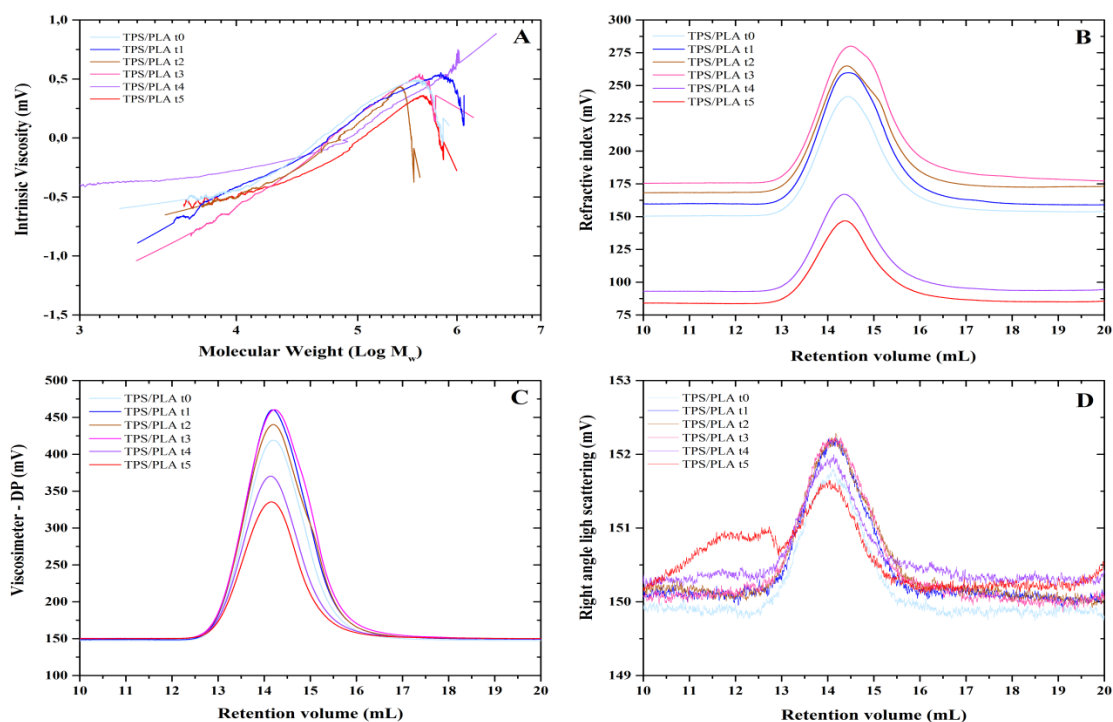 A
TPS/PLA t0
TPS/PLA t1
TPS/PLA t2
TPS/PLA t3
TPS/PLA t4
TPS/PLA t5
Intrinsic Viscosity (mV)
1,0
0,5
0,0
-0,5
-1,0
-1,5
3 4 5 6 7
Molecular Weight (Log Mw)
B
TPS/PLA t0
TPS/PLA t1
TPS/PLA t2
TPS/PLA t3
TPS/PLA t4
TPS/PLA t5
Refractive index (mV)
300
275
250
225
200
175
150
125
100
75
10 11 12 13 14 15 16 17 18 19 20
Retention volume (mL)
C
TPS/PLA t0
TPS/PLA t1
TPS/PLA t2
TPS/PLA t3
TPS/PLA t4
TPS/PLA t5
Viscosimeter - DP (mV)
500
450
400
350
300
250
200
150
100
10 11 12 13 14 15 16 17 18 19 20
Retention volume (mL)
D
TPS/PLA t0
TPS/PLA t1
TPS/PLA t2
TPS/PLA t3
TPS/PLA t4
TPS/PLA t5
Right angle ligh scattering (mV)
153
152
151
150
149
10 11 12 13 14 15 16 17 18 19 20
Retention volume (mL)